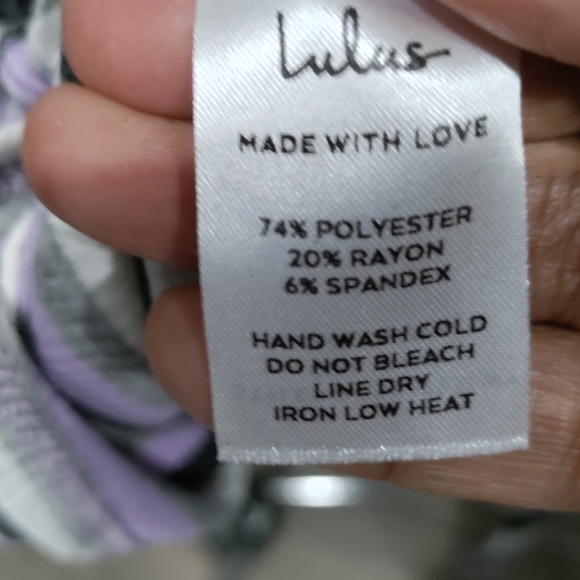 Lulus
MADE WITH LOVE
74% POLYESTER
20% RAYON
6% SPANDEX
HAND WASH COLD
DO NOT BLEACH
LINE DRY
IRON LOW HEAT